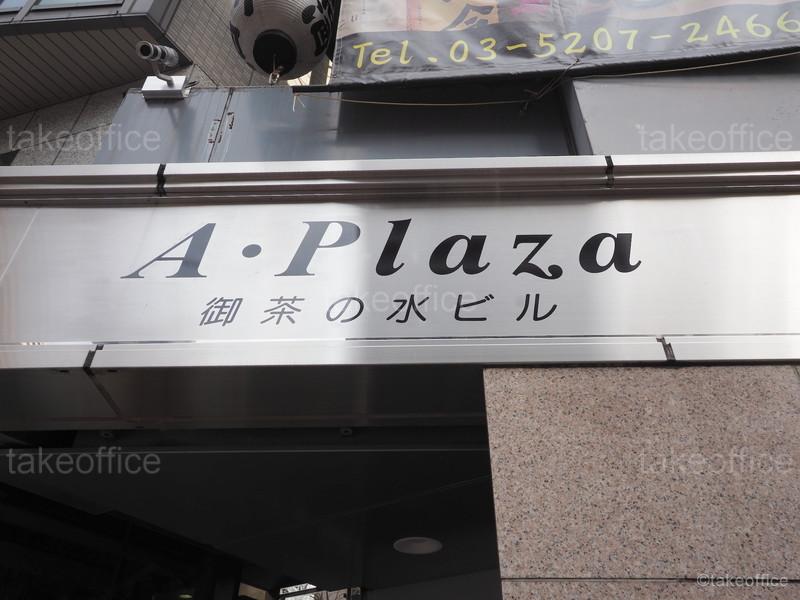 Tel.03-5207-2466
takeoffice takeoffice
A・Plaza
御茶の水ビル
takeoffice
takeoffice takeoffice
©takeoffice